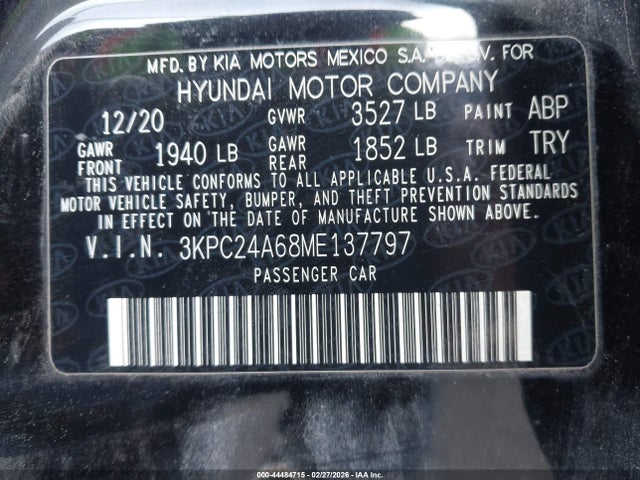 MFD. BY KIA MOTORS MEXICO S.A. DE C.V. FOR
HYUNDAI MOTOR COMPANY
12/20 GVWR 3527 LB PAINT ABP
GAWR FRONT 1940 LB GAWR REAR 1852 LB TRIM TRY
THIS VEHICLE CONFORMS TO ALL APPLICABLE U.S.A. FEDERAL
MOTOR VEHICLE SAFETY, BUMPER, AND THEFT PREVENTION STANDARDS
IN EFFECT ON THE DATE OF MANUFACTURE SHOWN ABOVE.
V.I.N. 3KPC24A68ME137797
PASSENGER CAR
000-44484715 - 02/27/2026 - IAA Inc.